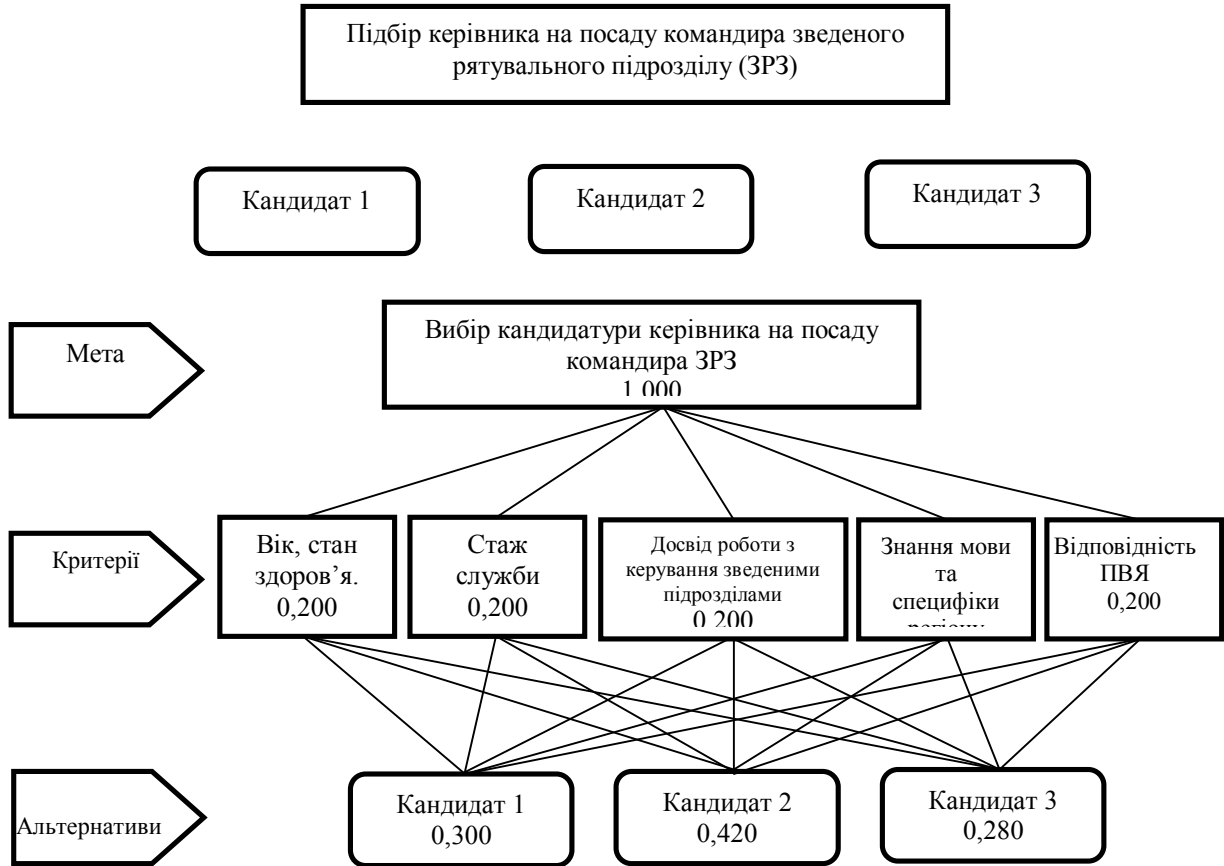 Підбір керівника на посаду командира зведеного
рятувального підрозділу (ЗРЗ)
Кандидат 1
Кандидат 2
Кандидат 3
Мета
Вибір кандидатури керівника на посаду
командира ЗРЗ
1,000
Критерії
Вік, стан
здоров’я.
0,200
Стаж
служби
0,200
Досвід роботи з
керування зведеними
підрозділами
0,200
Знання мови
та
специфіки
регіону
Відповідність
ПВЯ
0,200
Альтернативи
Кандидат 1
0,300
Кандидат 2
0,420
Кандидат 3
0,280